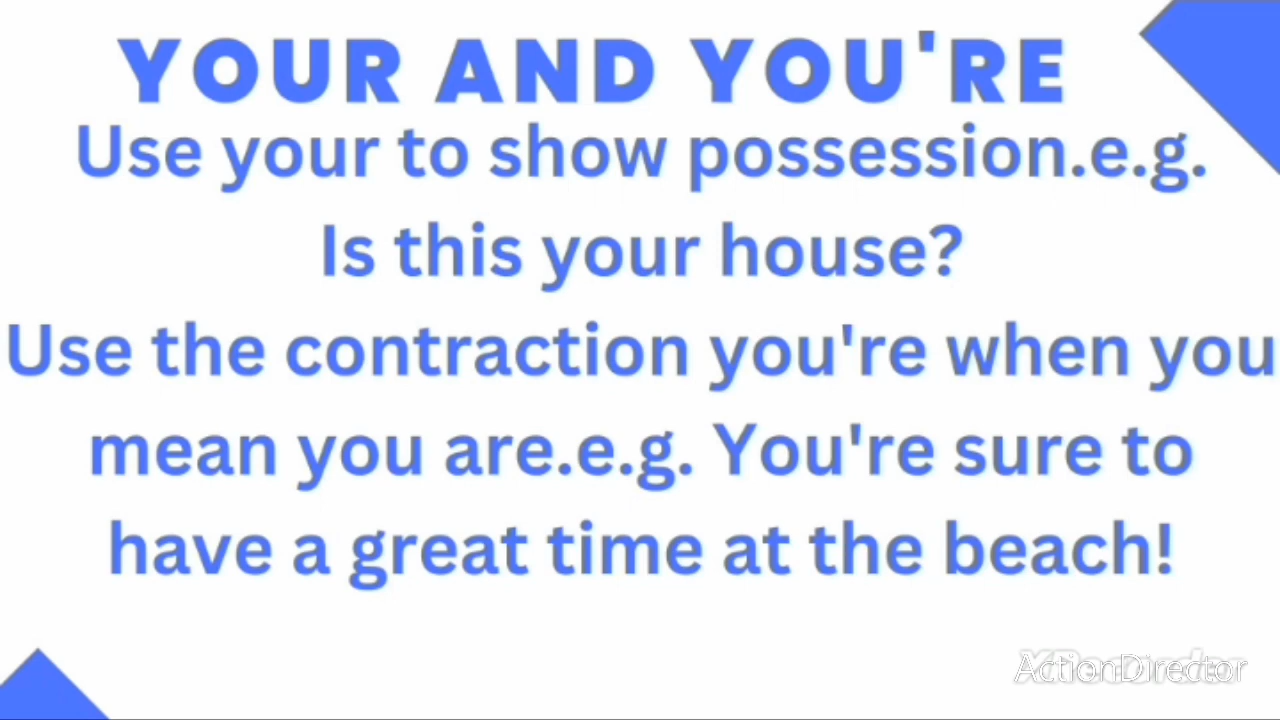 YOUR AND YOU'RE
Use your to show possession.e.g.
Is this your house?
Use the contraction you're when you
mean you are.e.g. You're sure to
have a great time at the beach!
ActionDirector